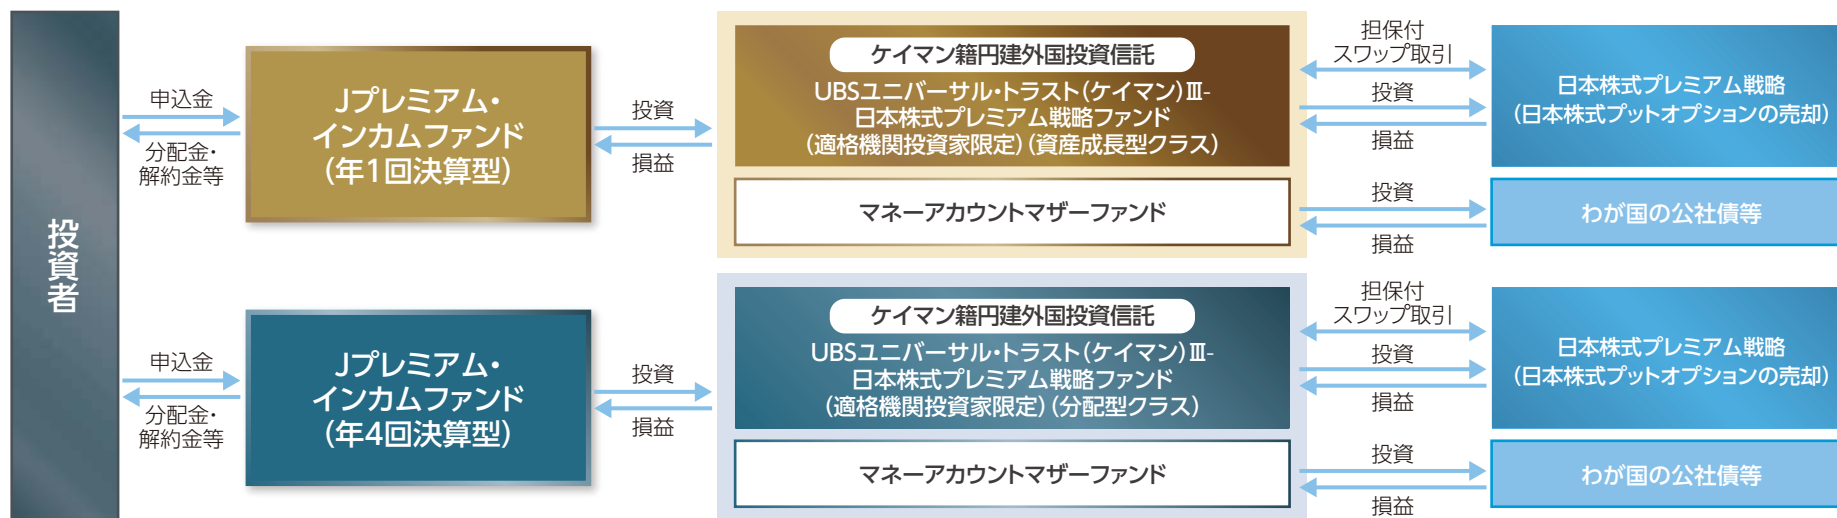 投資者
申込金
分配金・
解約金等
Jプレミアム・
インカムファンド
(年1回決算型)
投資
損益
ケイマン籍円建外国投資信託
UBSユニバーサル・トラスト(ケイマン)Ⅲ-
日本株式プレミアム戦略ファンド
(適格機関投資家限定)(資産成長型クラス)
マネーアカウントマザーファンド
担保付
スワップ取引
投資
損益
投資
損益
日本株式プレミアム戦略
(日本株式プットオプションの売却)
わが国の公社債等
申込金
分配金・
解約金等
Jプレミアム・
インカムファンド
(年4回決算型)
投資
損益
ケイマン籍円建外国投資信託
UBSユニバーサル・トラスト(ケイマン)Ⅲ-
日本株式プレミアム戦略ファンド
(適格機関投資家限定)(分配型クラス)
マネーアカウントマザーファンド
担保付
スワップ取引
投資
損益
投資
損益
日本株式プレミアム戦略
(日本株式プットオプションの売却)
わが国の公社債等